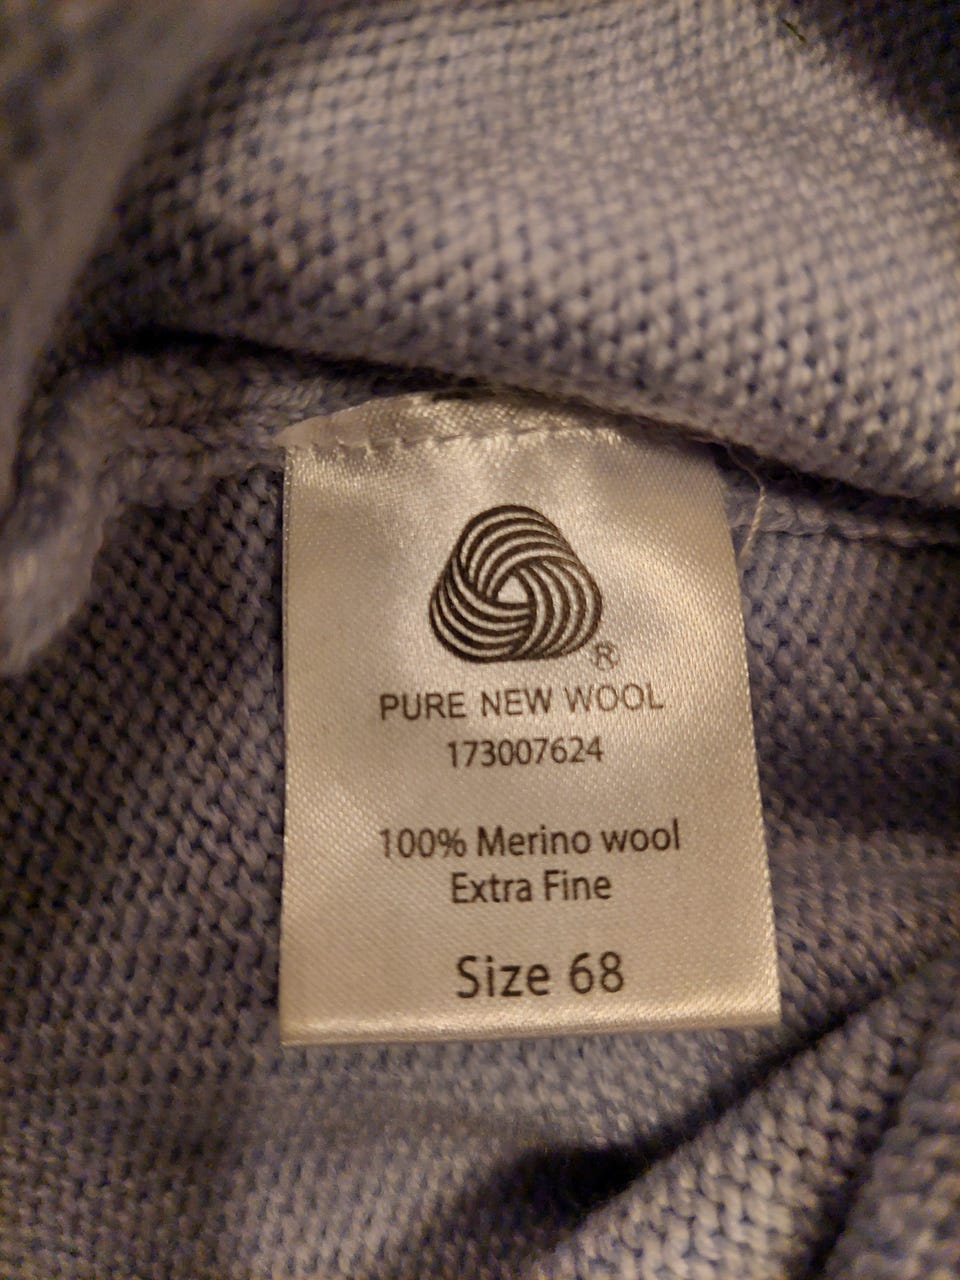 ®
PURE NEW WOOL
173007624
100% Merino wool
Extra Fine
Size 68